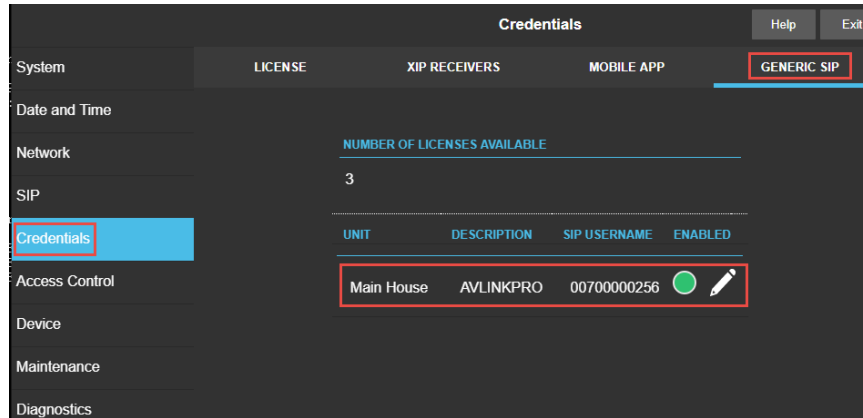 Credentials
Help
Exit
System
LICENSE
XIP RECEIVERS
MOBILE APP
GENERIC SIP
Date and Time
Network
NUMBER OF LICENSES AVAILABLE
3
SIP
Credentials
UNIT
DESCRIPTION
SIP USERNAME
ENABLED
Access Control
Main House
AVLINKPRO
00700000256
Device
Maintenance
Diagnostics